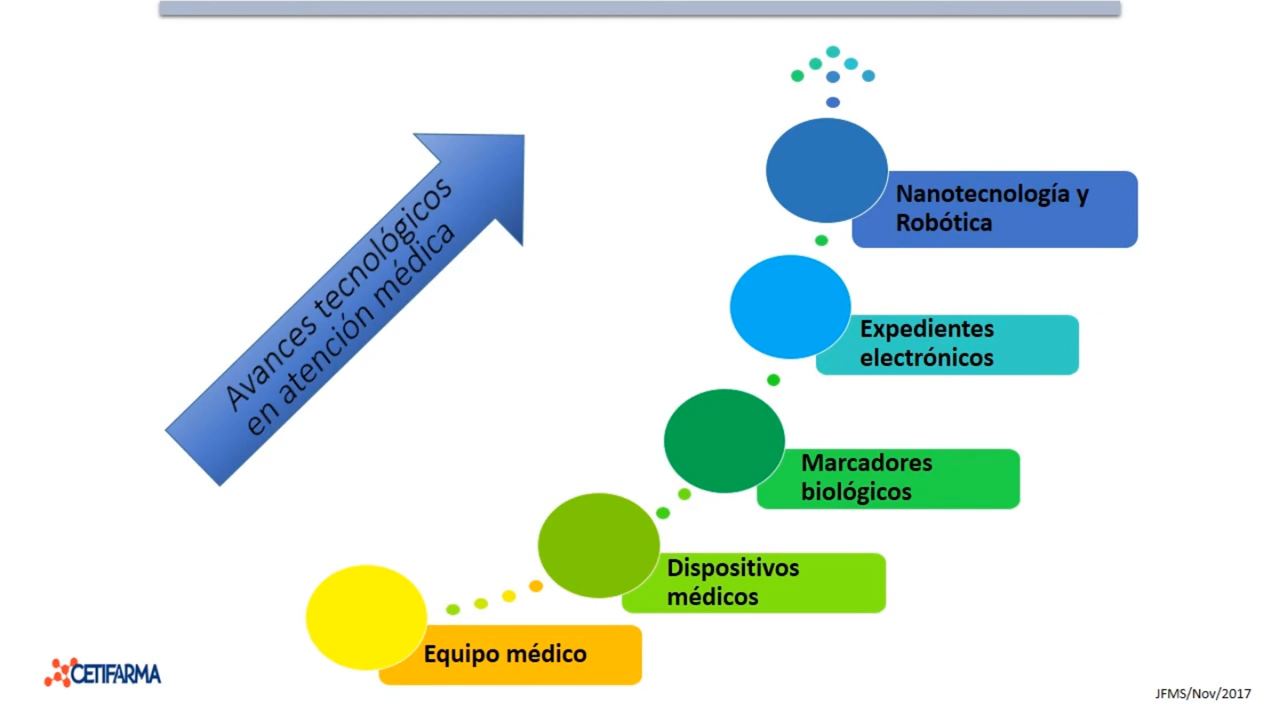 Avances tecnológicos
en atención médica
Nanotecnología y
Robótica
Expedientes
electrónicos
Marcadores
biológicos
Dispositivos
médicos
Equipo médico
CETIFARMA
JFMS/Nov/2017